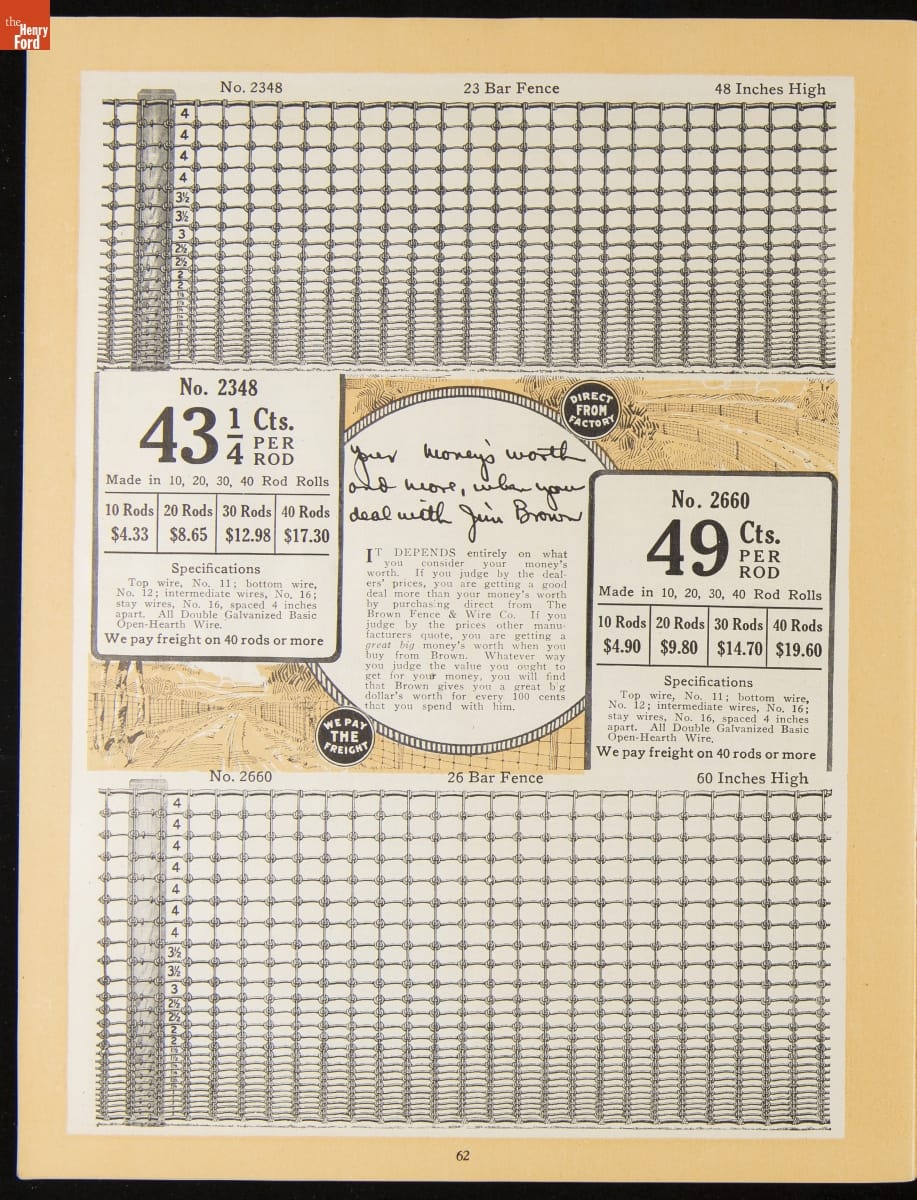 the
Henry
Ford
No. 2348 23 Bar Fence 48 Inches High
4
4
4
4
3½
3½
3
2½
2½
2
2
No. 2348
43 1/4 Cts. PER ROD
Made in 10, 20, 30, 40 Rod Rolls
10 Rods 20 Rods 30 Rods 40 Rods
$4.33 $8.65 $12.98 $17.30
Specifications
Top wire, No. 11; bottom wire,
No. 12; intermediate wires, No. 16;
stay wires, No. 16, spaced 4 inches
apart. All Double Galvanized Basic
Open-Hearth Wire.
We pay freight on 40 rods or more
DIRECT
FROM
FACTORY
Your money's worth
and more, when you
deal with Jim Brown
IT DEPENDS entirely on what
you consider your money's
worth. If you judge by the deal-
ers' prices, you are getting a good
deal more than your money's worth
by purchasing direct from The
Brown Fence & Wire Co. If you
judge by the prices other manu-
facturers quote, you are getting a
great big money's worth when you
buy from Brown. Whatever way
you judge the value you ought to
get for your money, you will find
that Brown gives you a great big
dollar's worth for every 100 cents
that you spend with him.
WE PAY
THE
FREIGHT
No. 2660
49 Cts. PER ROD
Made in 10, 20, 30, 40 Rod Rolls
10 Rods 20 Rods 30 Rods 40 Rods
$4.90 $9.80 $14.70 $19.60
Specifications
Top wire, No. 11; bottom wire,
No. 12; intermediate wires, No. 16;
stay wires, No. 16, spaced 4 inches
apart. All Double Galvanized Basic
Open-Hearth Wire.
We pay freight on 40 rods or more
No. 2660 26 Bar Fence 60 Inches High
4
4
4
4
4
4
4
3½
3½
3
2½
2½
2
2
62